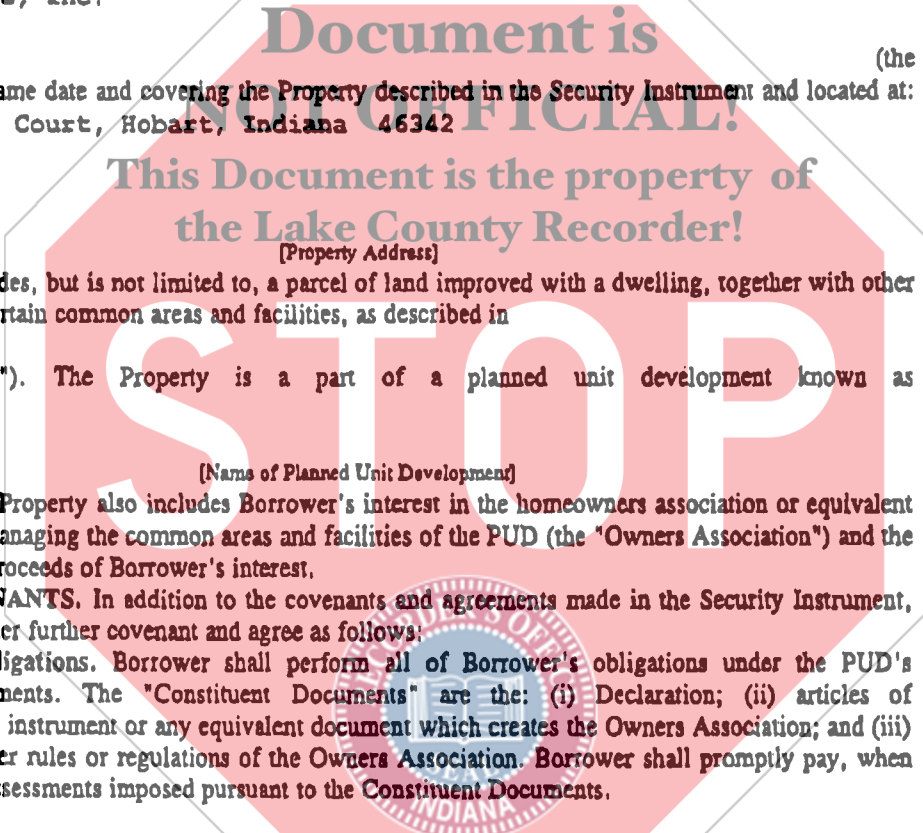 Document is
(the
ame date and covering the Property described in the Security Instrument and located at:
NOT OFFICIAL!
Court, Hobart, Indiana 46342
This Document is the property of
the Lake County Recorder!
[Property Address]
des, but is not limited to, a parcel of land improved with a dwelling, together with other
rtain common areas and facilities, as described in
"). The Property is a part of a planned unit development known as
STOP
[Name of Planned Unit Development]
Property also includes Borrower's interest in the homeowners association or equivalent
anaging the common areas and facilities of the PUD (the "Owners Association") and the
roceeds of Borrower's interest.
ANTS. In addition to the covenants and agreements made in the Security Instrument,
er further covenant and agree as follows:
ligations. Borrower shall perform all of Borrower's obligations under the PUD's
ments. The "Constituent Documents" are the: (i) Declaration; (ii) articles of
instrument or any equivalent document which creates the Owners Association; and (iii)
er rules or regulations of the Owners Association. Borrower shall promptly pay, when
sessments imposed pursuant to the Constituent Documents.
RECORDER'S OFFICE
SEAL
INDIANA